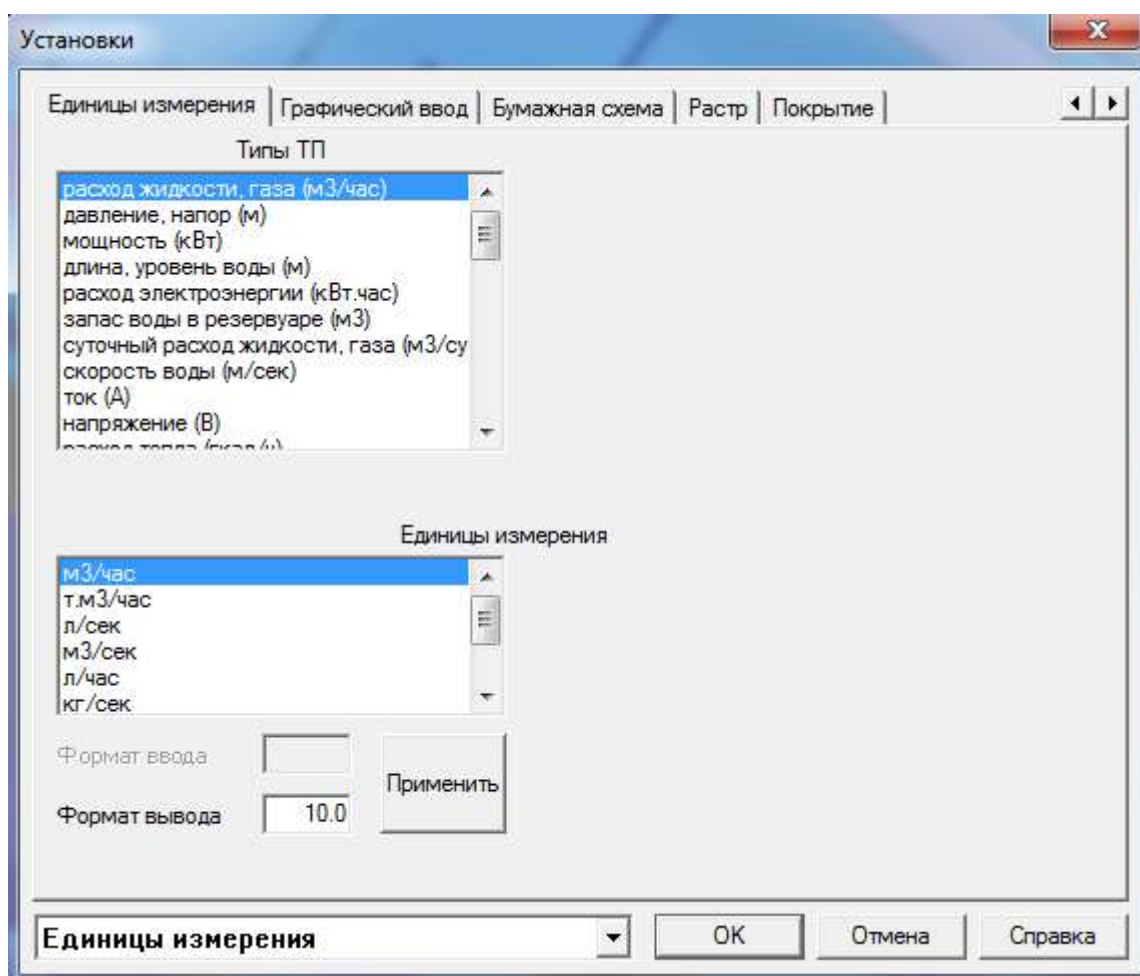 Установки
Единицы измерения Графический ввод Бумажная схема Растр Покрытие
Типы ТП
расход жидкости, газа (м3/час)
давление, напор (м)
мощность (кВт)
длина, уровень воды (м)
расход электроэнергии (кВт.час)
запас воды в резервуаре (м3)
суточный расход жидкости, газа (м3/су
скорость воды (м/сек)
ток (А)
напряжение (В)
расход тепла (гкал/ч)
Единицы измерения
м3/час
т.м3/час
л/сек
м3/сек
л/час
кг/сек
Формат ввода
Применить
Формат вывода 10.0
Единицы измерения OK Отмена Справка